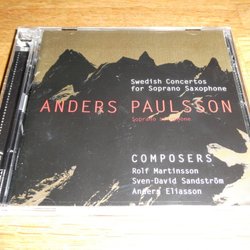 Swedish Concertos
for Soprano Saxophone
ANDERS PAULSSON
Soprano saxophone
COMPOSERS
Rolf Martinsson
Sven-David Sandström
Anders Eliasson